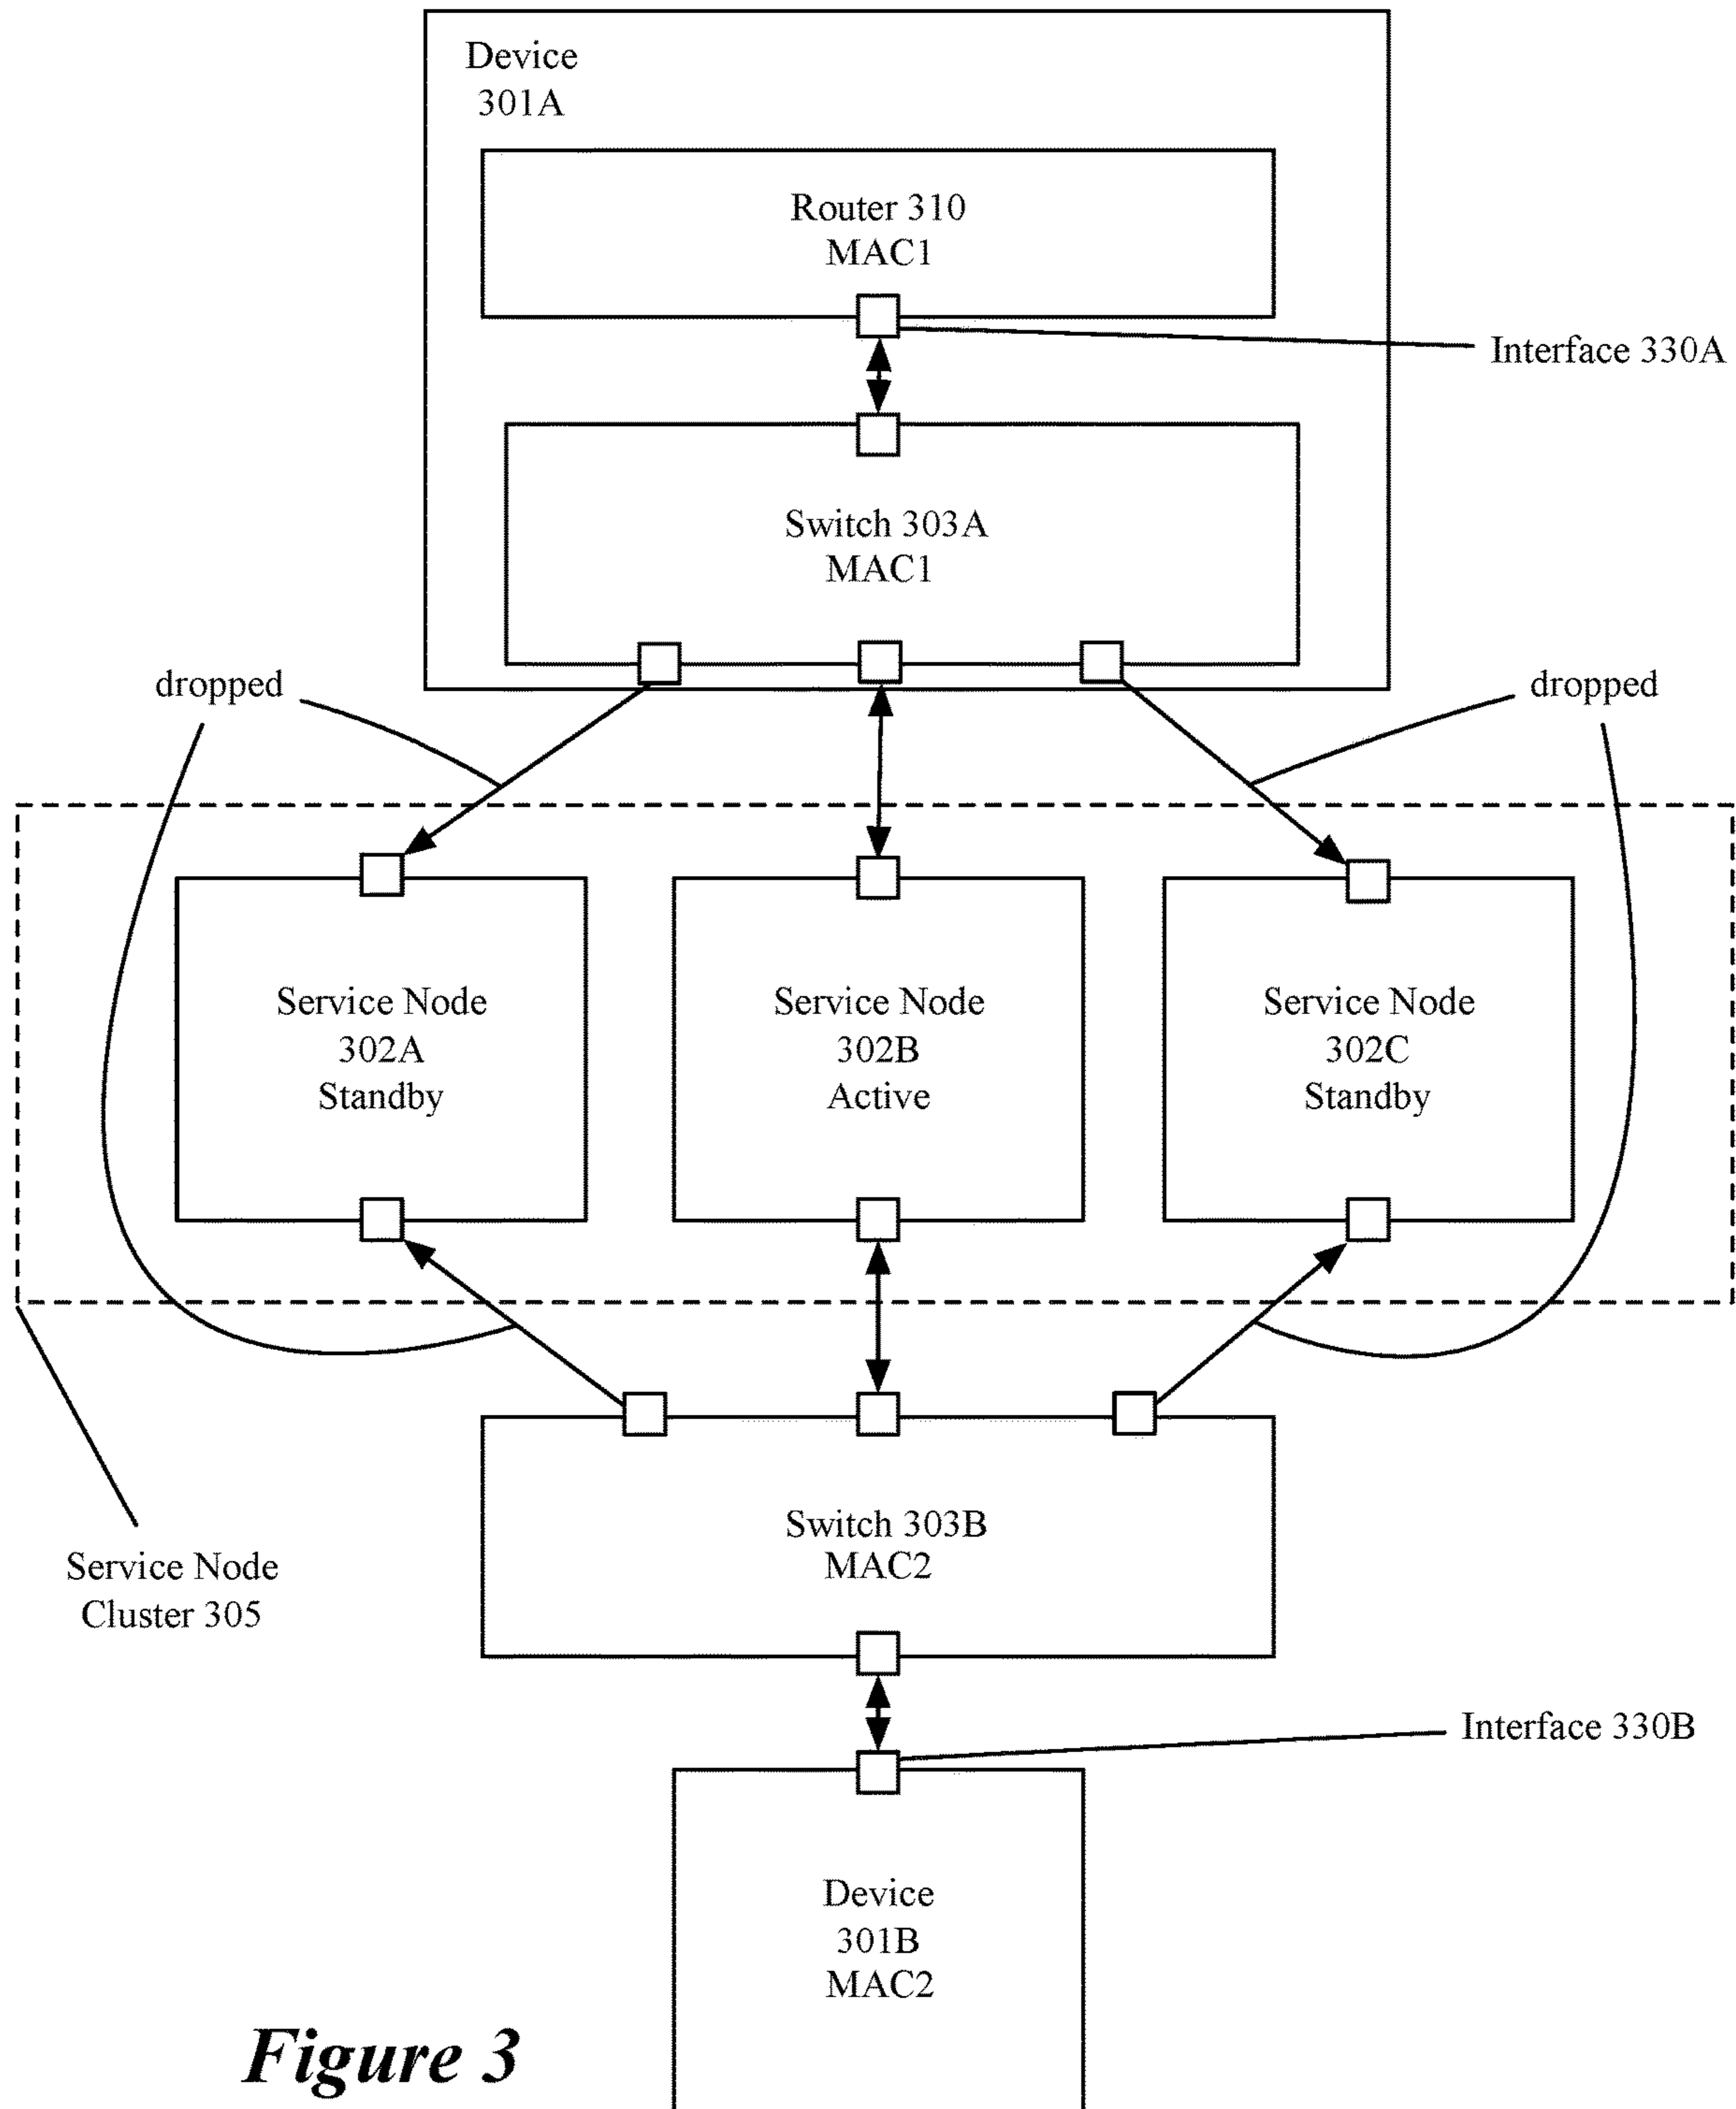 Device
301A
Router 310
MAC1
Interface 330A
Switch 303A
MAC1
dropped
dropped
Service Node
302A
Standby
Service Node
302B
Active
Service Node
302C
Standby
Switch 303B
MAC2
Service Node
Cluster 305
Interface 330B
Device
301B
MAC2
Figure 3